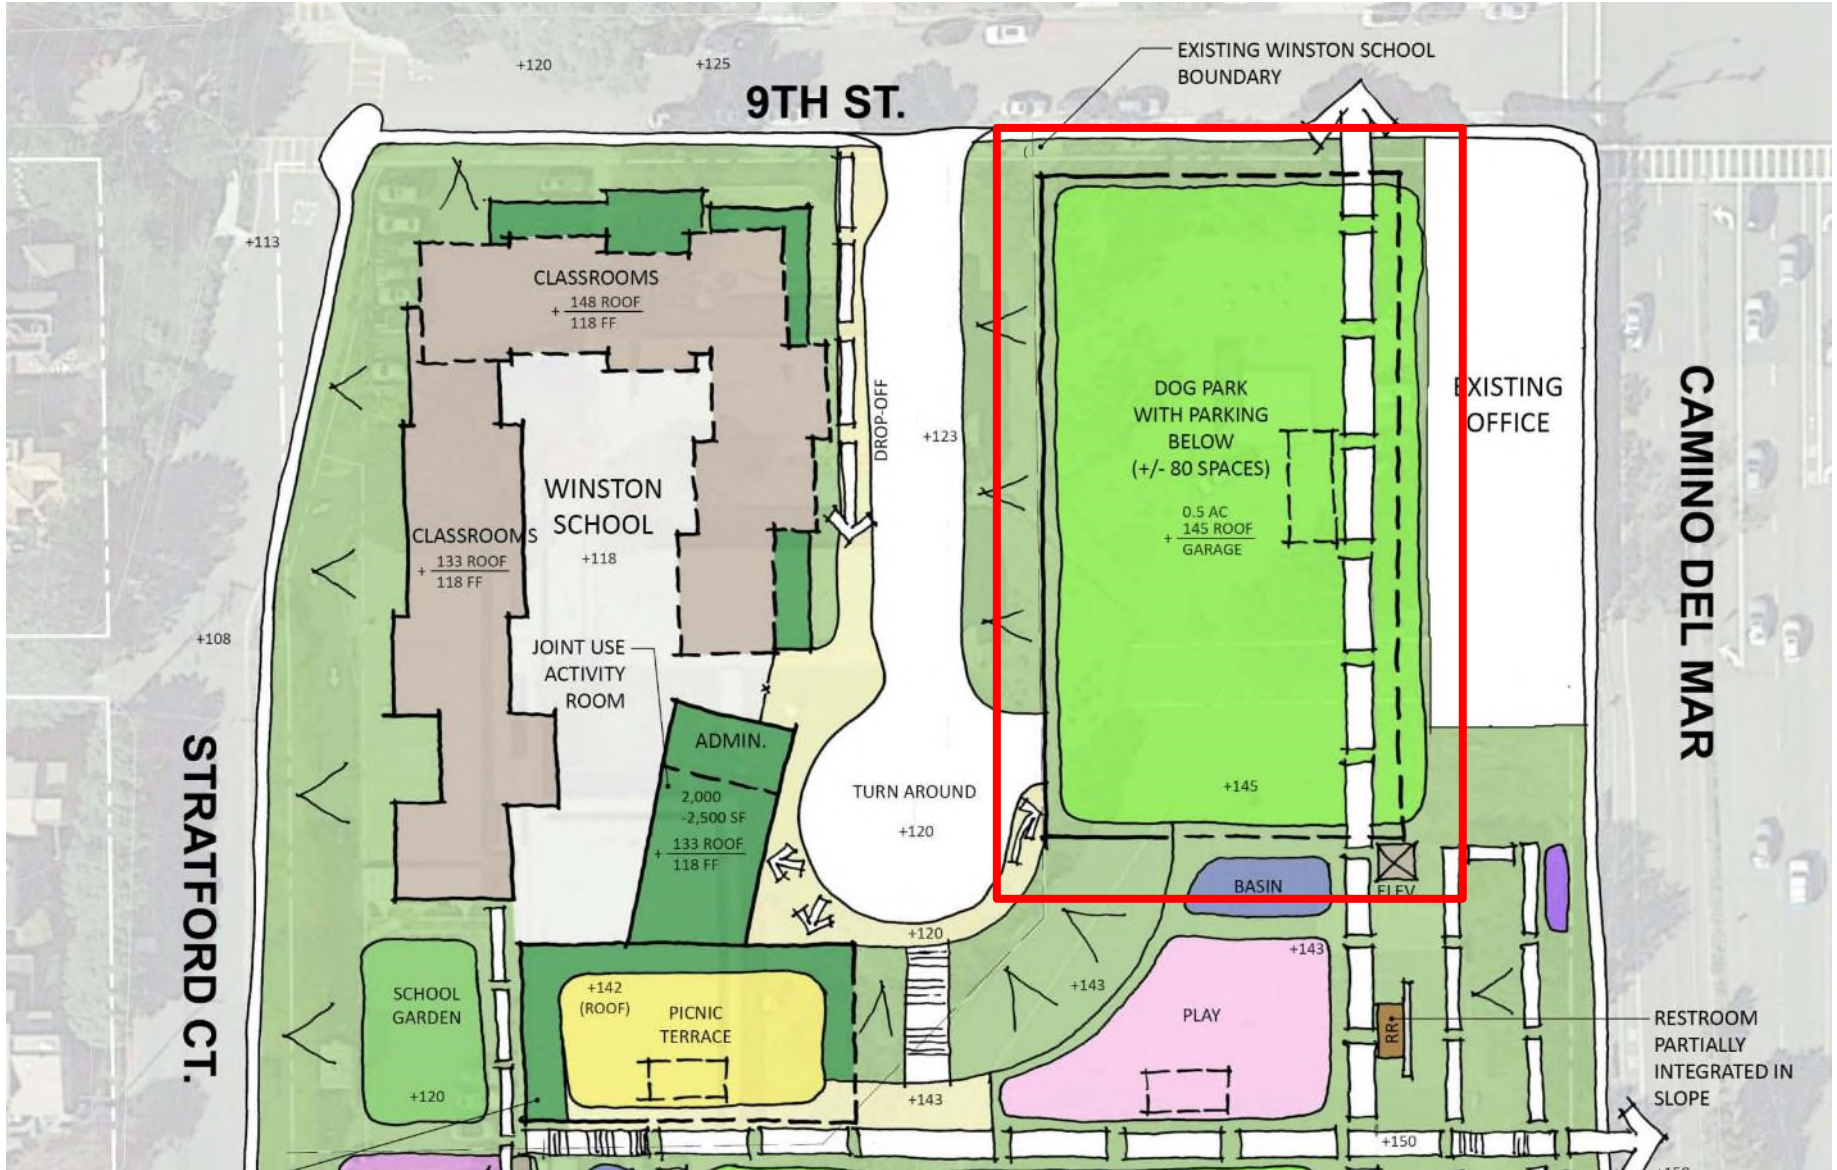 +120
+125
EXISTING WINSTON SCHOOL
BOUNDARY
9TH ST.
+113
CLASSROOMS
+ 148 ROOF
118 FF
DROP-OFF
+123
DOG PARK
WITH PARKING
BELOW
(+/- 80 SPACES)
0.5 AC
+ 145 ROOF
GARAGE
EXISTING
OFFICE
CAMINO DEL MAR
WINSTON
SCHOOL
+118
CLASSROOMS
+ 133 ROOF
118 FF
+108
JOINT USE
ACTIVITY
ROOM
ADMIN.
2,000
-2,500 SF
+ 133 ROOF
118 FF
TURN AROUND
+120
+145
STRATFORD CT.
BASIN
ELEV.
+120
+143
+143
SCHOOL
GARDEN
+120
+142
(ROOF)
PICNIC
TERRACE
PLAY
RR
RESTROOM
PARTIALLY
INTEGRATED IN
SLOPE
+143
+150